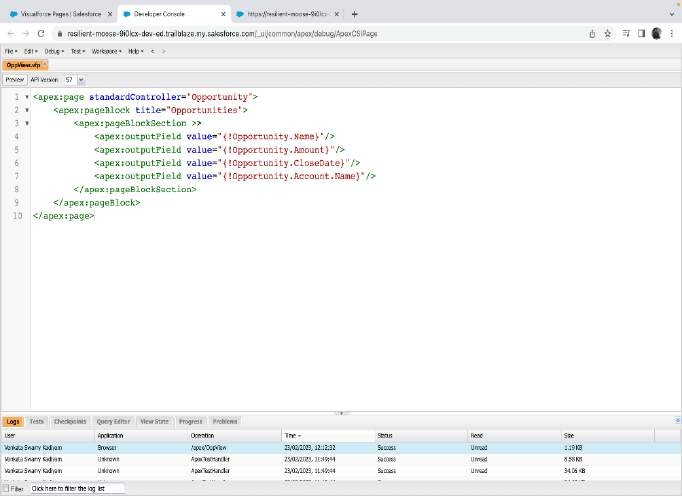 Visualforce Pages | Salesforce
Developer Console
https://resilient-moose-9i0lcx-d
resilient-moose-9i0lcx-dev-ed.trailblaze.my.salesforce.com/_ui/common/apex/debug/ApexCSIPage
File Edit Debug Test Workspace Help < >
OppView.vfp
Preview API Version: 57
1 <apex:page standardController="Opportunity">
2 <apex:pageBlock title="Opportunities">
3 <apex:pageBlockSection >>
4 <apex:outputField value="{!Opportunity.Name}"/>
5 <apex:outputField value="{!Opportunity.Amount}"/>
6 <apex:outputField value="{!Opportunity.CloseDate}"/>
7 <apex:outputField value="{!Opportunity.Account.Name}"/>
8 </apex:pageBlockSection>
9 </apex:pageBlock>
10 </apex:page>
Logs Tests Checkpoints Query Editor View State Progress Problems
User Application Operation Time Status Read Size
Venkata Swamy Kadiyam Browser /apex/OppView 23/02/2023, 12:12:32 Success Unread 1.19 KB
Venkata Swamy Kadiyam Unknown ApexTestHandler 23/02/2023, 11:49:44 Success Unread 8.58 KB
Venkata Swamy Kadiyam Unknown ApexTestHandler 23/02/2023, 11:49:44 Success Unread 34.06 KB
Filter Click here to filter the log list